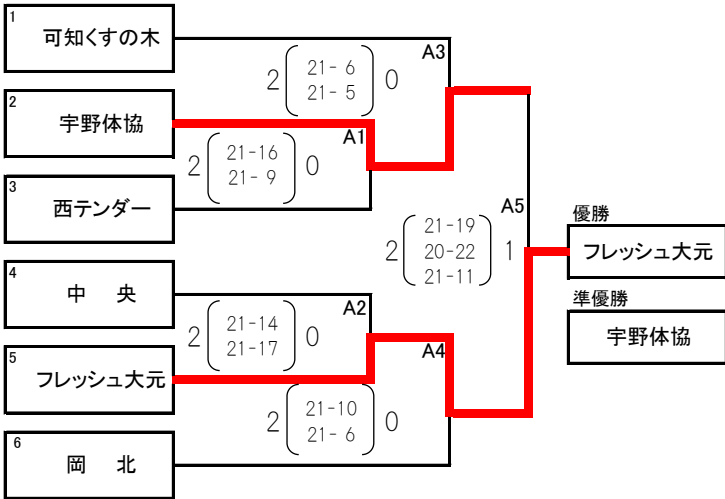 1
可知くすの木
A3
2 21- 6 0
21- 5
2
宇野体協
A1
2 21-16 0
21- 9
3
西テンダー
A5
2 21-19 1
20-22
21-11
優勝
フレッシュ大元
準優勝
宇野体協
4
中 央
A2
2 21-14 0
21-17
5
フレッシュ大元
A4
2 21-10 0
21- 6
6
岡 北